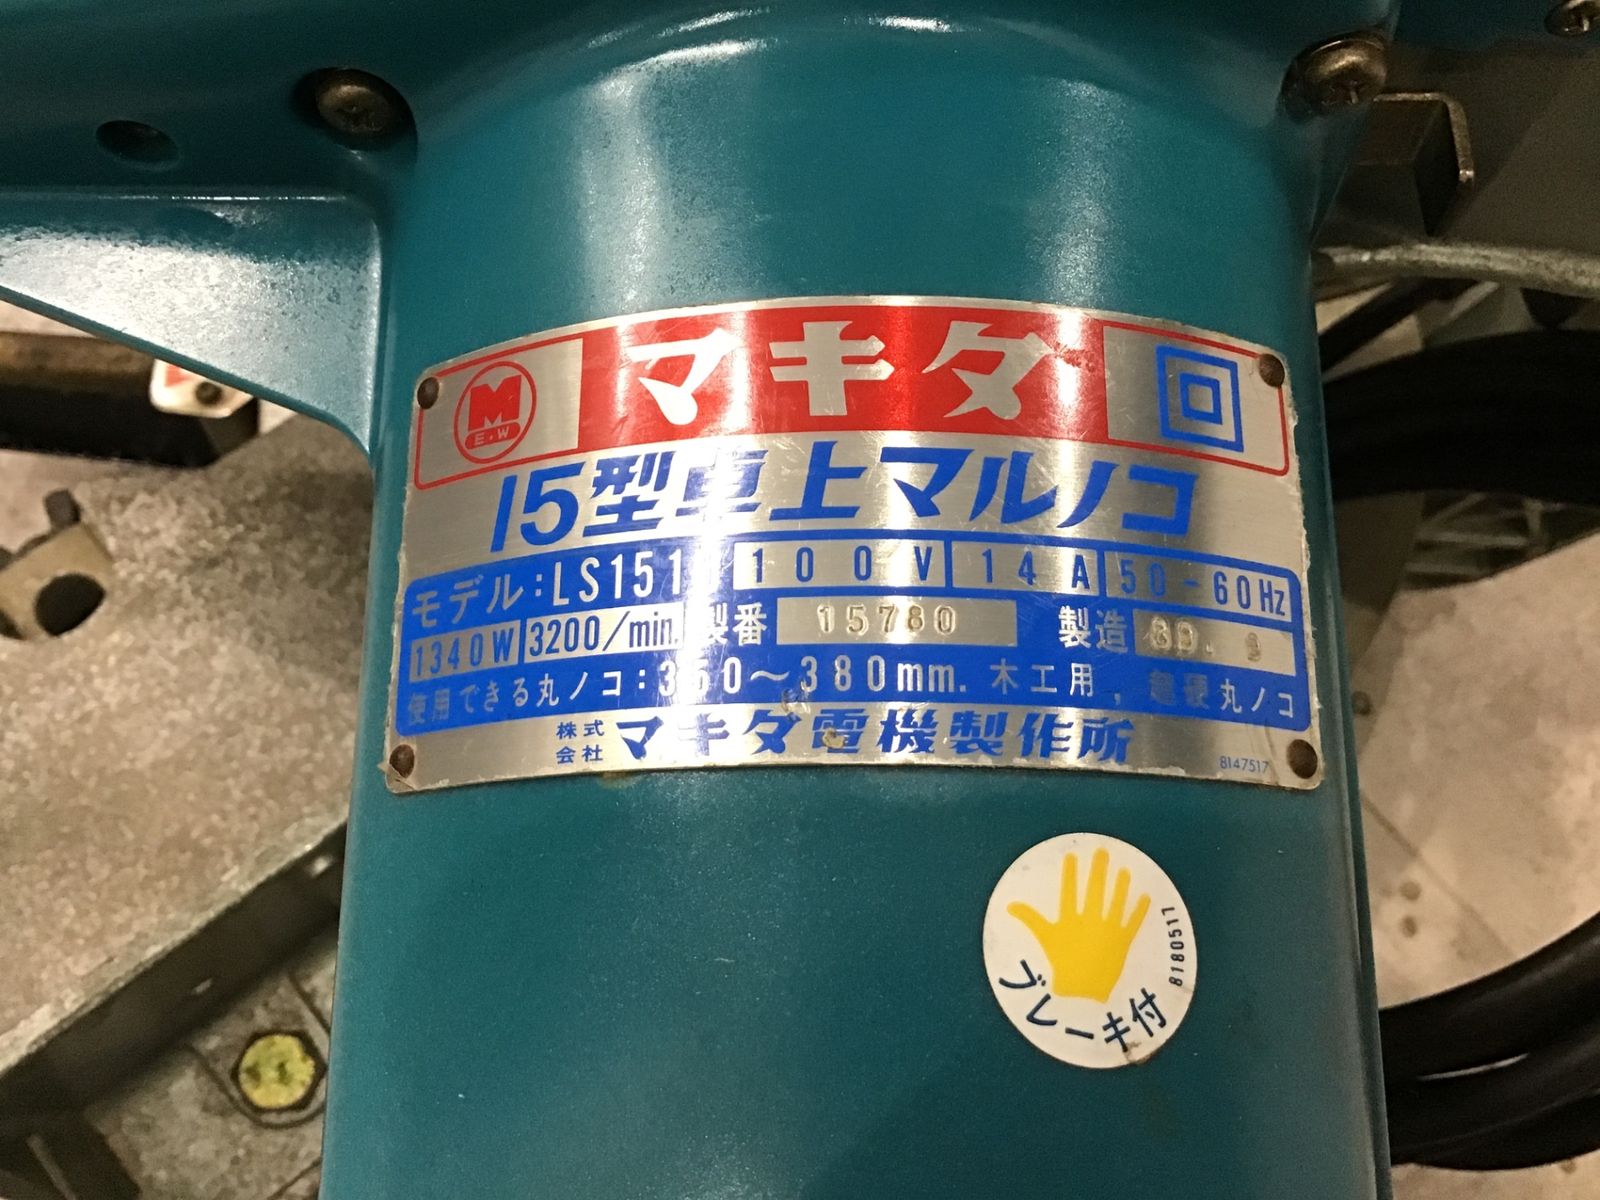 M
E・W
マキタ
15型卓上マルノコ
モデル:LS151 100V 14A 50-60Hz
1340W 3200/min. 製番 15780 製造
使用できる丸ノコ:350〜380mm. 木工用, 超硬丸ノコ
株式会社 マキタ電機製作所
8147517
ブレーキ付
8180517